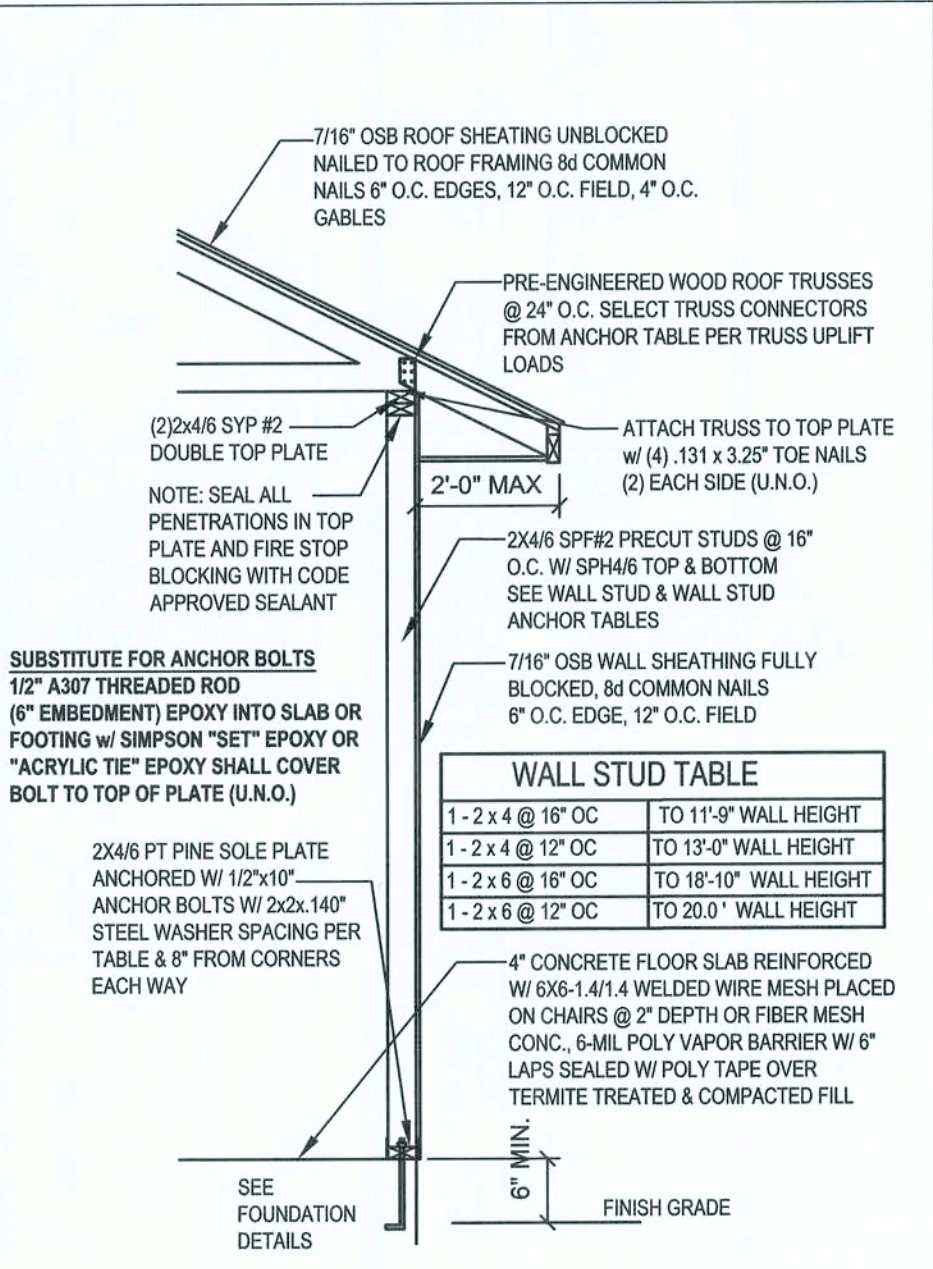 7/16" OSB ROOF SHEATING UNBLOCKED
NAILED TO ROOF FRAMING 8d COMMON
NAILS 6" O.C. EDGES, 12" O.C. FIELD, 4" O.C.
GABLES
PRE-ENGINEERED WOOD ROOF TRUSSES
@ 24" O.C. SELECT TRUSS CONNECTORS
FROM ANCHOR TABLE PER TRUSS UPLIFT
LOADS
(2)2x4/6 SYP #2
DOUBLE TOP PLATE
ATTACH TRUSS TO TOP PLATE
w/ (4) .131 x 3.25" TOE NAILS
(2) EACH SIDE (U.N.O.)
2'-0" MAX
NOTE: SEAL ALL
PENETRATIONS IN TOP
PLATE AND FIRE STOP
BLOCKING WITH CODE
APPROVED SEALANT
2X4/6 SPF#2 PRECUT STUDS @ 16"
O.C. W/ SPH4/6 TOP & BOTTOM
SEE WALL STUD & WALL STUD
ANCHOR TABLES
SUBSTITUTE FOR ANCHOR BOLTS
1/2" A307 THREADED ROD
(6" EMBEDMENT) EPOXY INTO SLAB OR
FOOTING w/ SIMPSON "SET" EPOXY OR
"ACRYLIC TIE" EPOXY SHALL COVER
BOLT TO TOP OF PLATE (U.N.O.)
7/16" OSB WALL SHEATHING FULLY
BLOCKED, 8d COMMON NAILS
6" O.C. EDGE, 12" O.C. FIELD
WALL STUD TABLE
1 - 2 x 4 @ 16" OC TO 11'-9" WALL HEIGHT
1 - 2 x 4 @ 12" OC TO 13'-0" WALL HEIGHT
1 - 2 x 6 @ 16" OC TO 18'-10" WALL HEIGHT
1 - 2 x 6 @ 12" OC TO 20.0 ' WALL HEIGHT
2X4/6 PT PINE SOLE PLATE
ANCHORED W/ 1/2"x10"
ANCHOR BOLTS W/ 2x2x.140"
STEEL WASHER SPACING PER
TABLE & 8" FROM CORNERS
EACH WAY
4" CONCRETE FLOOR SLAB REINFORCED
W/ 6X6-1.4/1.4 WELDED WIRE MESH PLACED
ON CHAIRS @ 2" DEPTH OR FIBER MESH
CONC., 6-MIL POLY VAPOR BARRIER W/ 6"
LAPS SEALED W/ POLY TAPE OVER
TERMITE TREATED & COMPACTED FILL
6" MIN.
SEE
FOUNDATION
DETAILS
FINISH GRADE